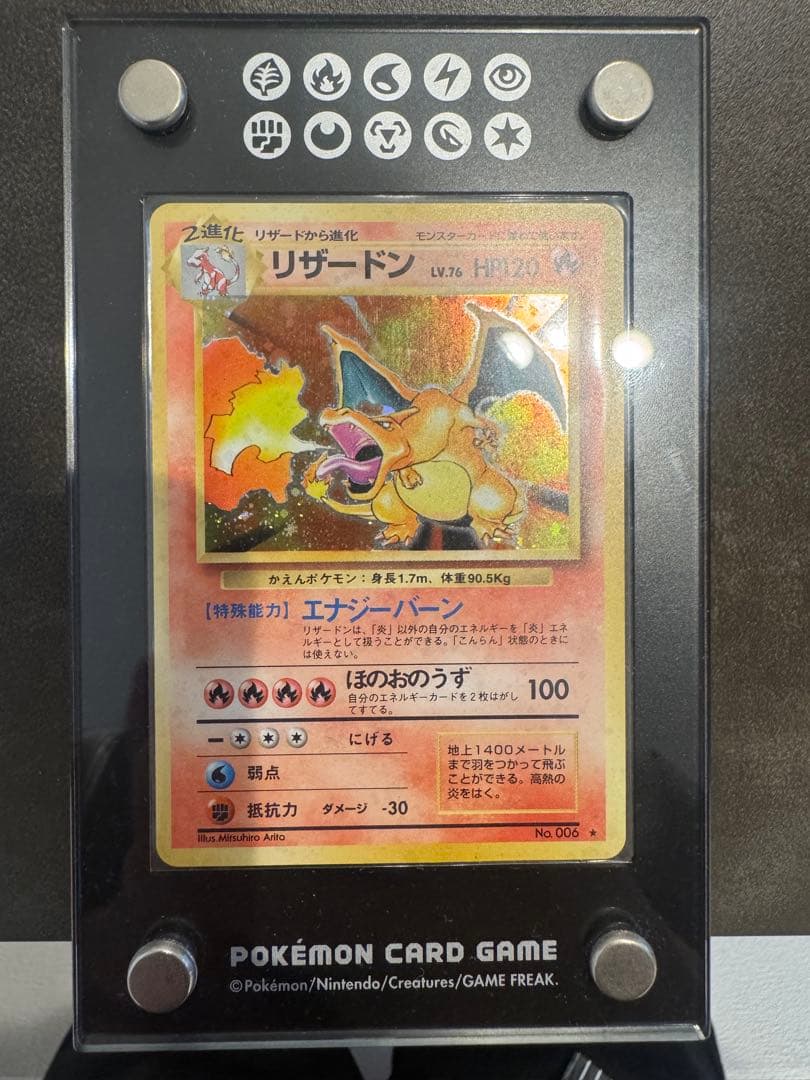 2進化 リザードから進化
リザードン LV.76 HP120
かえんポケモン：身長1.7m、体重90.5Kg
【特殊能力】 エナジーバーン
リザードンは、「炎」以外の自分のエネルギーを「炎」エネ
ルギーとして扱うことができる。「こんらん」状態のときに
は使えない。
ほのおのうず 100
自分のエネルギーカードを2枚はがし
てすてる。
にげる
弱点
抵抗力 ダメージ -30
地上1400メートル
まで羽をつかって飛ぶ
ことができる。高熱の
炎をはく。
Illus.Mitsuhiro Arita No.006 ★
POKÉMON CARD GAME
©Pokémon/Nintendo/Creatures/GAME FREAK.